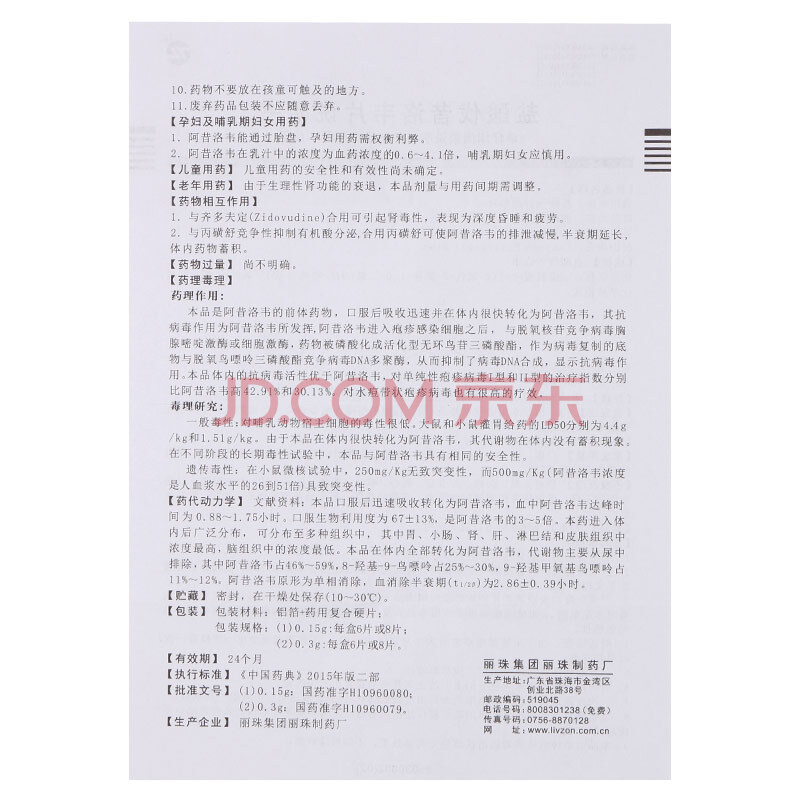 10.药物不要放在孩童可触及的地方。
11.废弃药品包装不应随意丢弃。
【孕妇及哺乳期妇女用药】
1. 阿昔洛韦能通过胎盘，孕妇用药需权衡利弊。
2. 阿昔洛韦在乳汁中的浓度为血药浓度的0.6~4.1倍，哺乳期妇女应慎用。
【儿童用药】 儿童用药的安全性和有效性尚未确定。
【老年用药】 由于生理性肾功能的衰退，本品剂量与用药间期需调整。
【药物相互作用】
1. 与齐多夫定(Zidovudine)合用可引起肾毒性，表现为深度昏睡和疲劳。
2. 与丙磺舒竞争性抑制有机酸分泌,合用丙磺舒可使阿昔洛韦的排泄减慢,半衰期延长,
体内药物蓄积。
【药物过量】 尚不明确。
【药理毒理】
药理作用：
本品是阿昔洛韦的前体药物，口服后吸收迅速并在体内很快转化为阿昔洛韦，其抗
病毒作用为阿昔洛韦所发挥,阿昔洛韦进入疱疹感染细胞之后， 与脱氧核苷竞争病毒胸
腺嘧啶激酶或细胞激酶，药物被磷酸化成活化型无环鸟苷三磷酸酯，作为病毒复制的底
物与脱氧鸟嘌呤三磷酸酯竞争病毒DNA多聚酶，从而抑制了病毒DNA合成，显示抗病毒作
用。本品体内的抗病毒活性优于阿昔洛韦，对单纯性疱疹病毒I型和II型的治疗指数分别
比阿昔洛韦高42.91%和30.13%。对水痘带状疱疹病毒也有很高的疗效。
JD.COM 京东
毒理研究：
一般毒性：对哺乳动物宿主细胞的毒性很低。大鼠和小鼠灌胃给药的LD50分别为4.4g
/kg和1.51g/kg。由于本品在体内很快转化为阿昔洛韦，其代谢物在体内没有蓄积现象。
在不同阶段的长期毒性试验中，本品与阿昔洛韦具有相同的安全性。
遗传毒性：在小鼠微核试验中，250mg/Kg无致突变性，而500mg/Kg(阿昔洛韦浓度
是人血浆水平的26到51倍)具致突变性。
【药代动力学】 文献资料：本品口服后迅速吸收转化为阿昔洛韦，血中阿昔洛韦达峰时
间为0.88~1.75小时。口服生物利用度为67±13%，是阿昔洛韦的3~5倍。本药进入体
内后广泛分布， 可分布至多种组织中， 其中胃、小肠、肾、肝、淋巴结和皮肤组织中
浓度最高，脑组织中的浓度最低。本品在体内全部转化为阿昔洛韦，代谢物主要从尿中
排除，其中阿昔洛韦占46%~59%，8-羟基-9-鸟嘌呤占25%~30%，9-羟基甲氧基鸟嘌呤占
11%~12%。阿昔洛韦原形为单相消除，血消除半衰期(t1/2β)为2.86±0.39小时。
【贮藏】 密封，在干燥处保存(10~30℃)。
【包装】 包装材料：铝箔+药用复合硬片；
包装规格：(1)0.15g:每盒6片或8片；
(2)0.3g:每盒6片或8片。
【有效期】 24个月
【执行标准】《中国药典》2015年版二部
【批准文号】(1)0.15g：国药准字H10960080；
(2)0.3g：国药准字H10960079。
【生产企业】 丽珠集团丽珠制药厂
丽珠集团丽珠制药厂
生产地址:广东省珠海市金湾区
创业北路38号
邮政编码:519045
电话号码:8008301238（免费）
传真号码:0756-8870128
网 址:www.livzon.com.cn